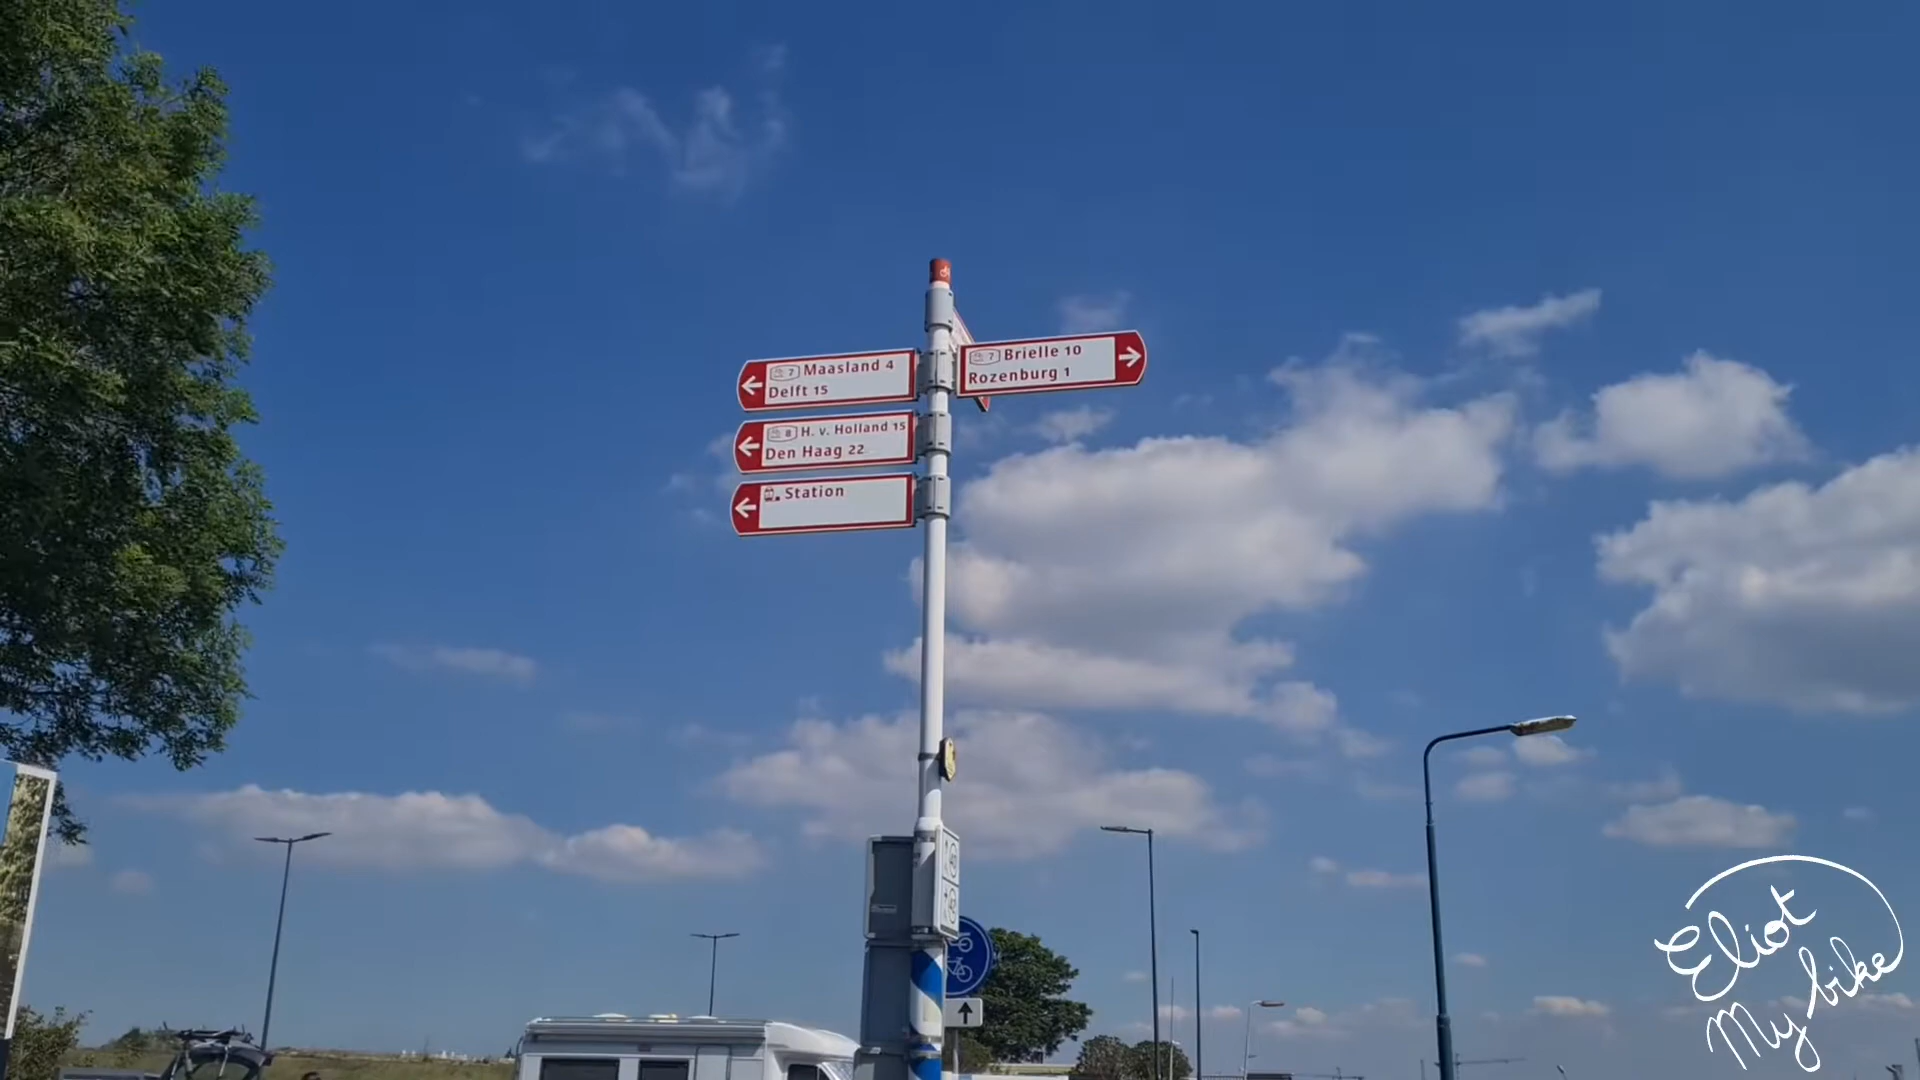 7 Maasland 4
Delft 15
8 H. v. Holland 15
Den Haag 22
Station
7 Brielle 10
Rozenburg 1
Eliot
My bike